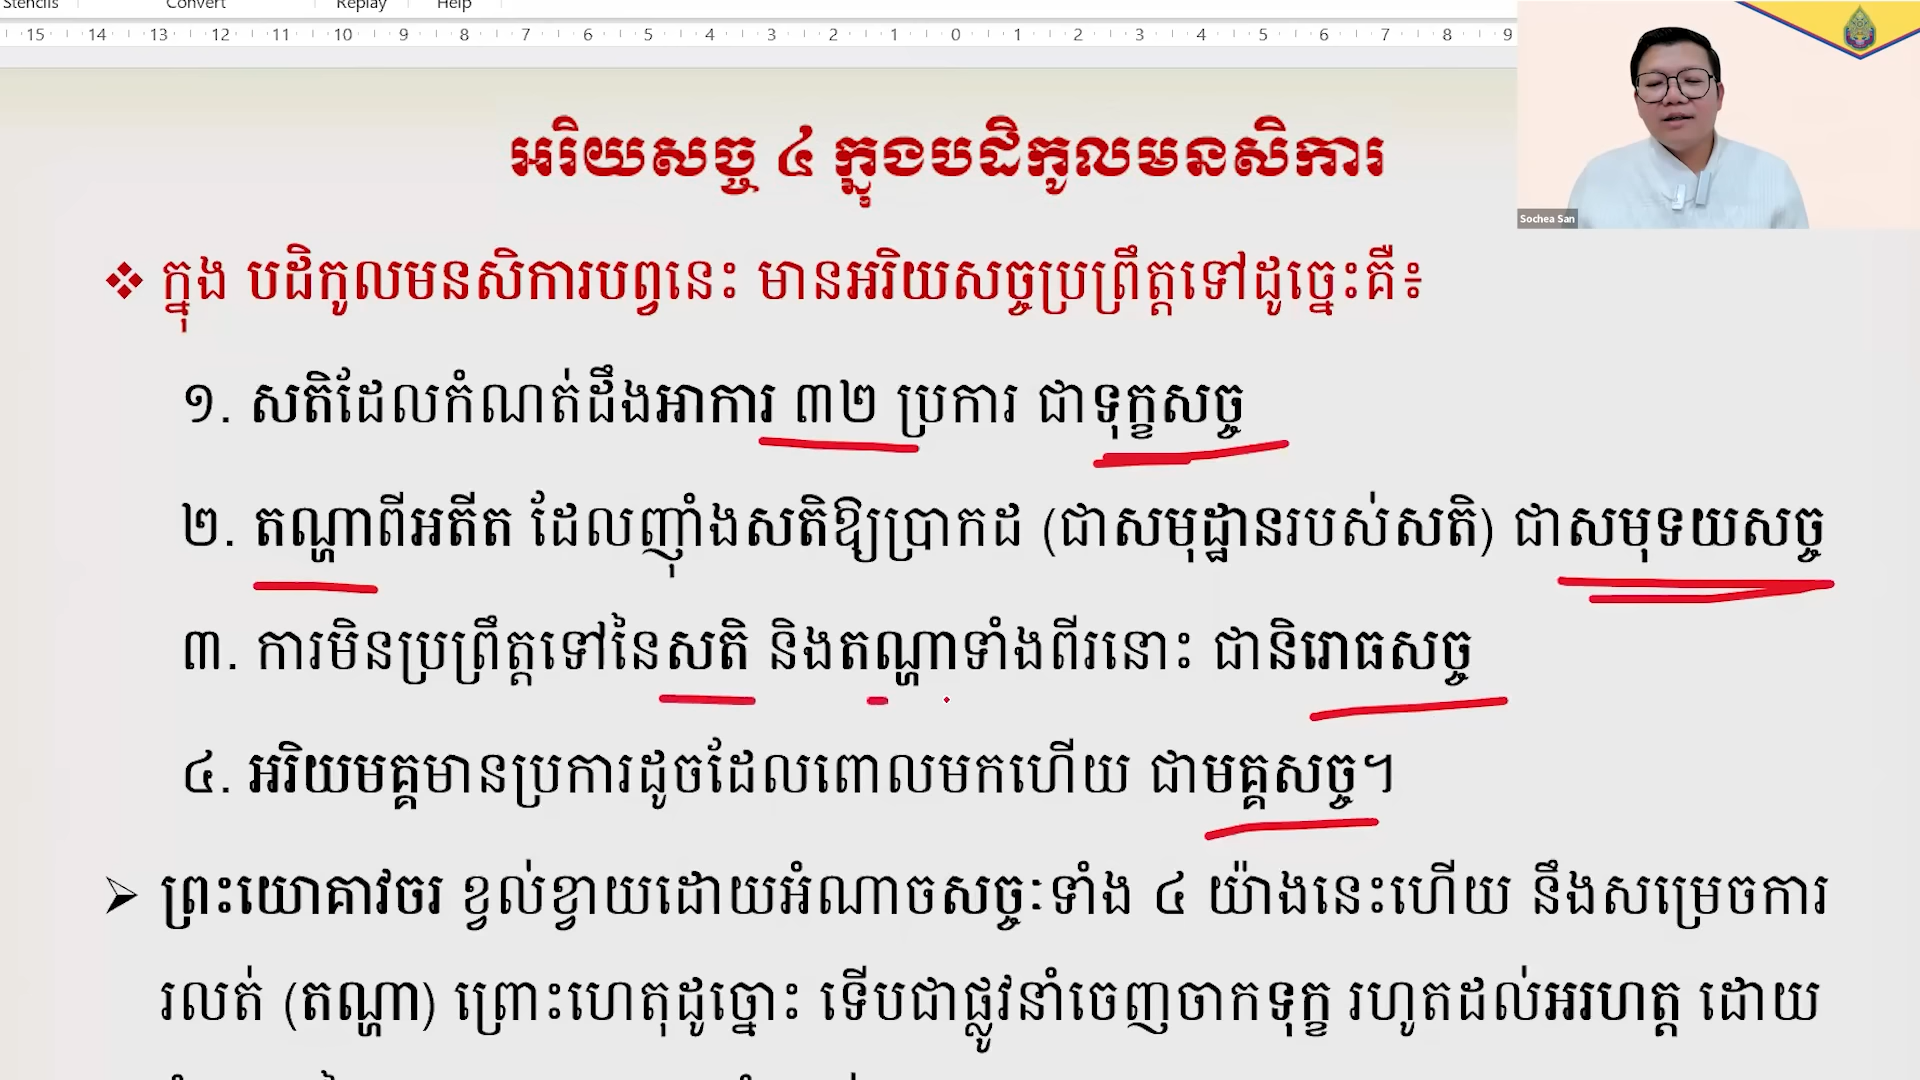 Stencils Convert Replay Help
15 14 13 12 11 10 9 8 7 6 5 4 3 2 1 0 1 2 3 4 5 6 7 8 9
អរិយសច្ច ៤ ក្នុងបដិកូលមនសិការ
Sochea San
❖ ក្នុង បដិកូលមនសិការបព្វនេះ មានអរិយសច្ចប្រព្រឹត្តទៅដូច្នេះគឺ៖
១. សតិដែលកំណត់ដឹងអាការ ៣២ ប្រការ ជាទុក្ខសច្ច
២. តណ្ហាពីអតីត ដែលញ៉ាំងសតិឱ្យប្រាកដ (ជាសមុដ្ឋានរបស់សតិ) ជាសមុទយសច្ច
៣. ការមិនប្រព្រឹត្តទៅនៃសតិ និងតណ្ហាទាំងពីរនោះ ជានិរោធសច្ច
៤. អរិយមគ្គមានប្រការដូចដែលពោលមកហើយ ជាមគ្គសច្ច។
➢ ព្រះយោគាវចរ ខ្វល់ខ្វាយដោយអំណាចសច្ចៈទាំង ៤ យ៉ាងនេះហើយ នឹងសម្រេចការ
រលត់ (តណ្ហា) ព្រោះហេតុដូច្នោះ ទើបជាផ្លូវនាំចេញចាកទុក្ខ រហូតដល់អរហត្ត ដោយ